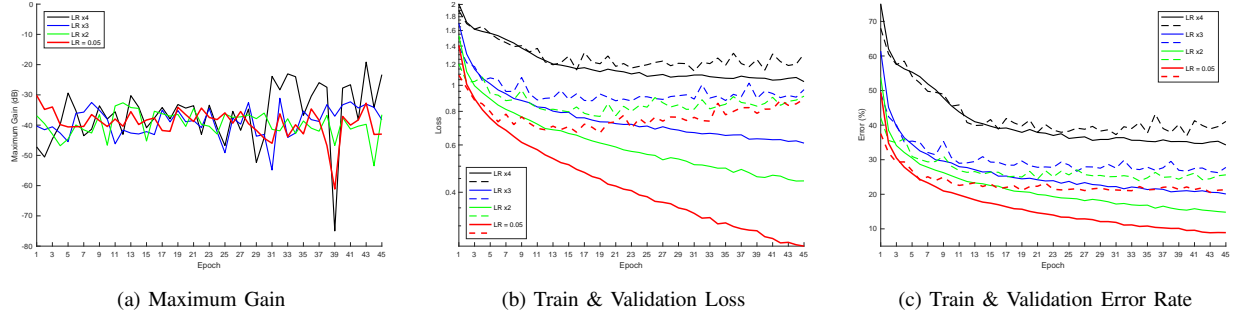 0
-10
-20
-30
-40
-50
-60
-70
-80
Maximum Gain (dB)
LR x4
LR x3
LR x2
LR = 0.05
1 3 5 7 9 11 13 15 17 19 21 23 25 27 29 31 33 35 37 39 41 43 45
Epoch
(a) Maximum Gain
2
1.8
1.6
1.4
1.2
1
0.8
0.6
0.4
Loss
LR x4
LR x3
LR x2
LR = 0.05
1 3 5 7 9 11 13 15 17 19 21 23 25 27 29 31 33 35 37 39 41 43 45
Epoch
(b) Train & Validation Loss
70
60
50
40
30
20
10
Error (%)
LR x4
LR x3
LR x2
LR = 0.05
1 3 5 7 9 11 13 15 17 19 21 23 25 27 29 31 33 35 37 39 41 43 45
Epoch
(c) Train & Validation Error Rate